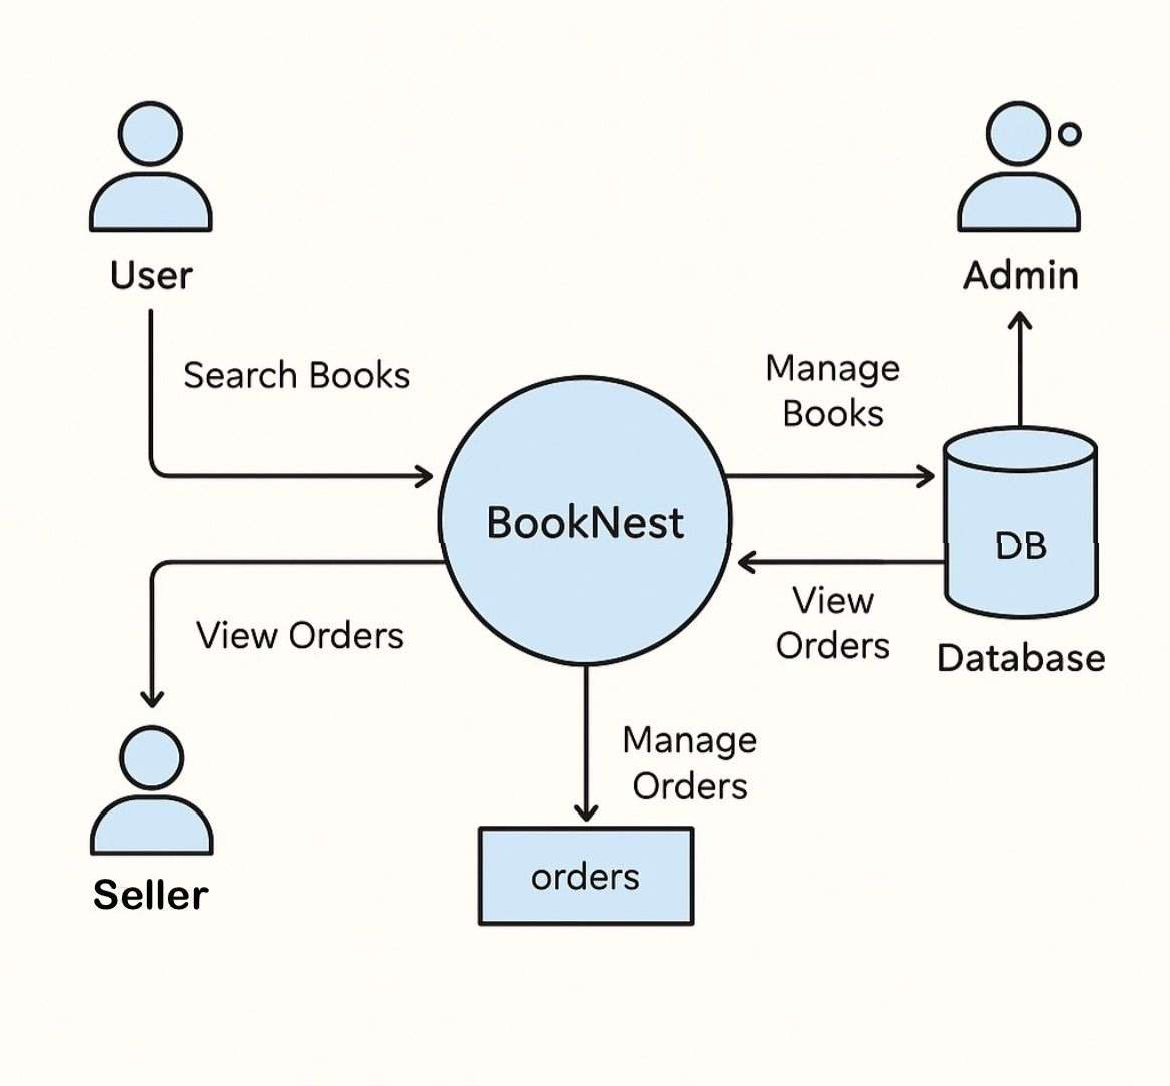 User
Admin
Search Books
Manage
Books
BookNest
DB
View Orders
View
Orders
Database
Manage
Orders
orders
Seller